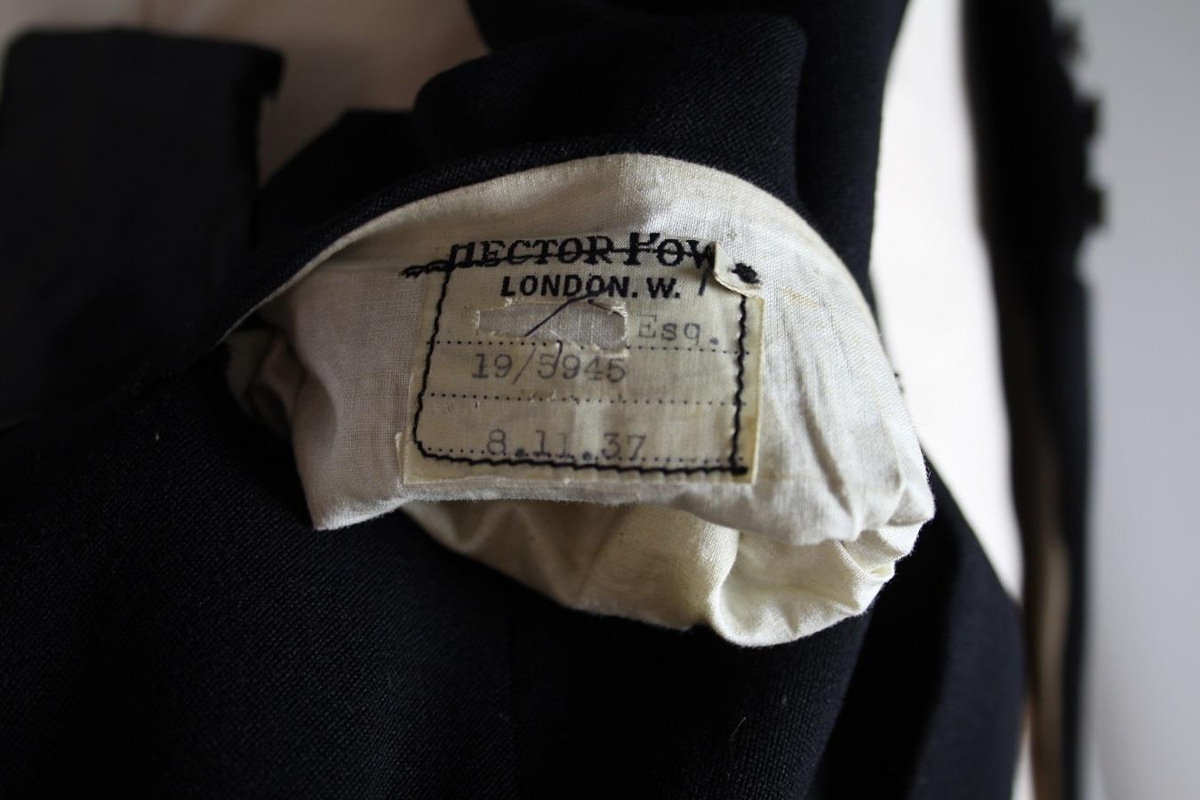 HECTOR POW
LONDON. W.
Esq.
19/5945
8.11.37